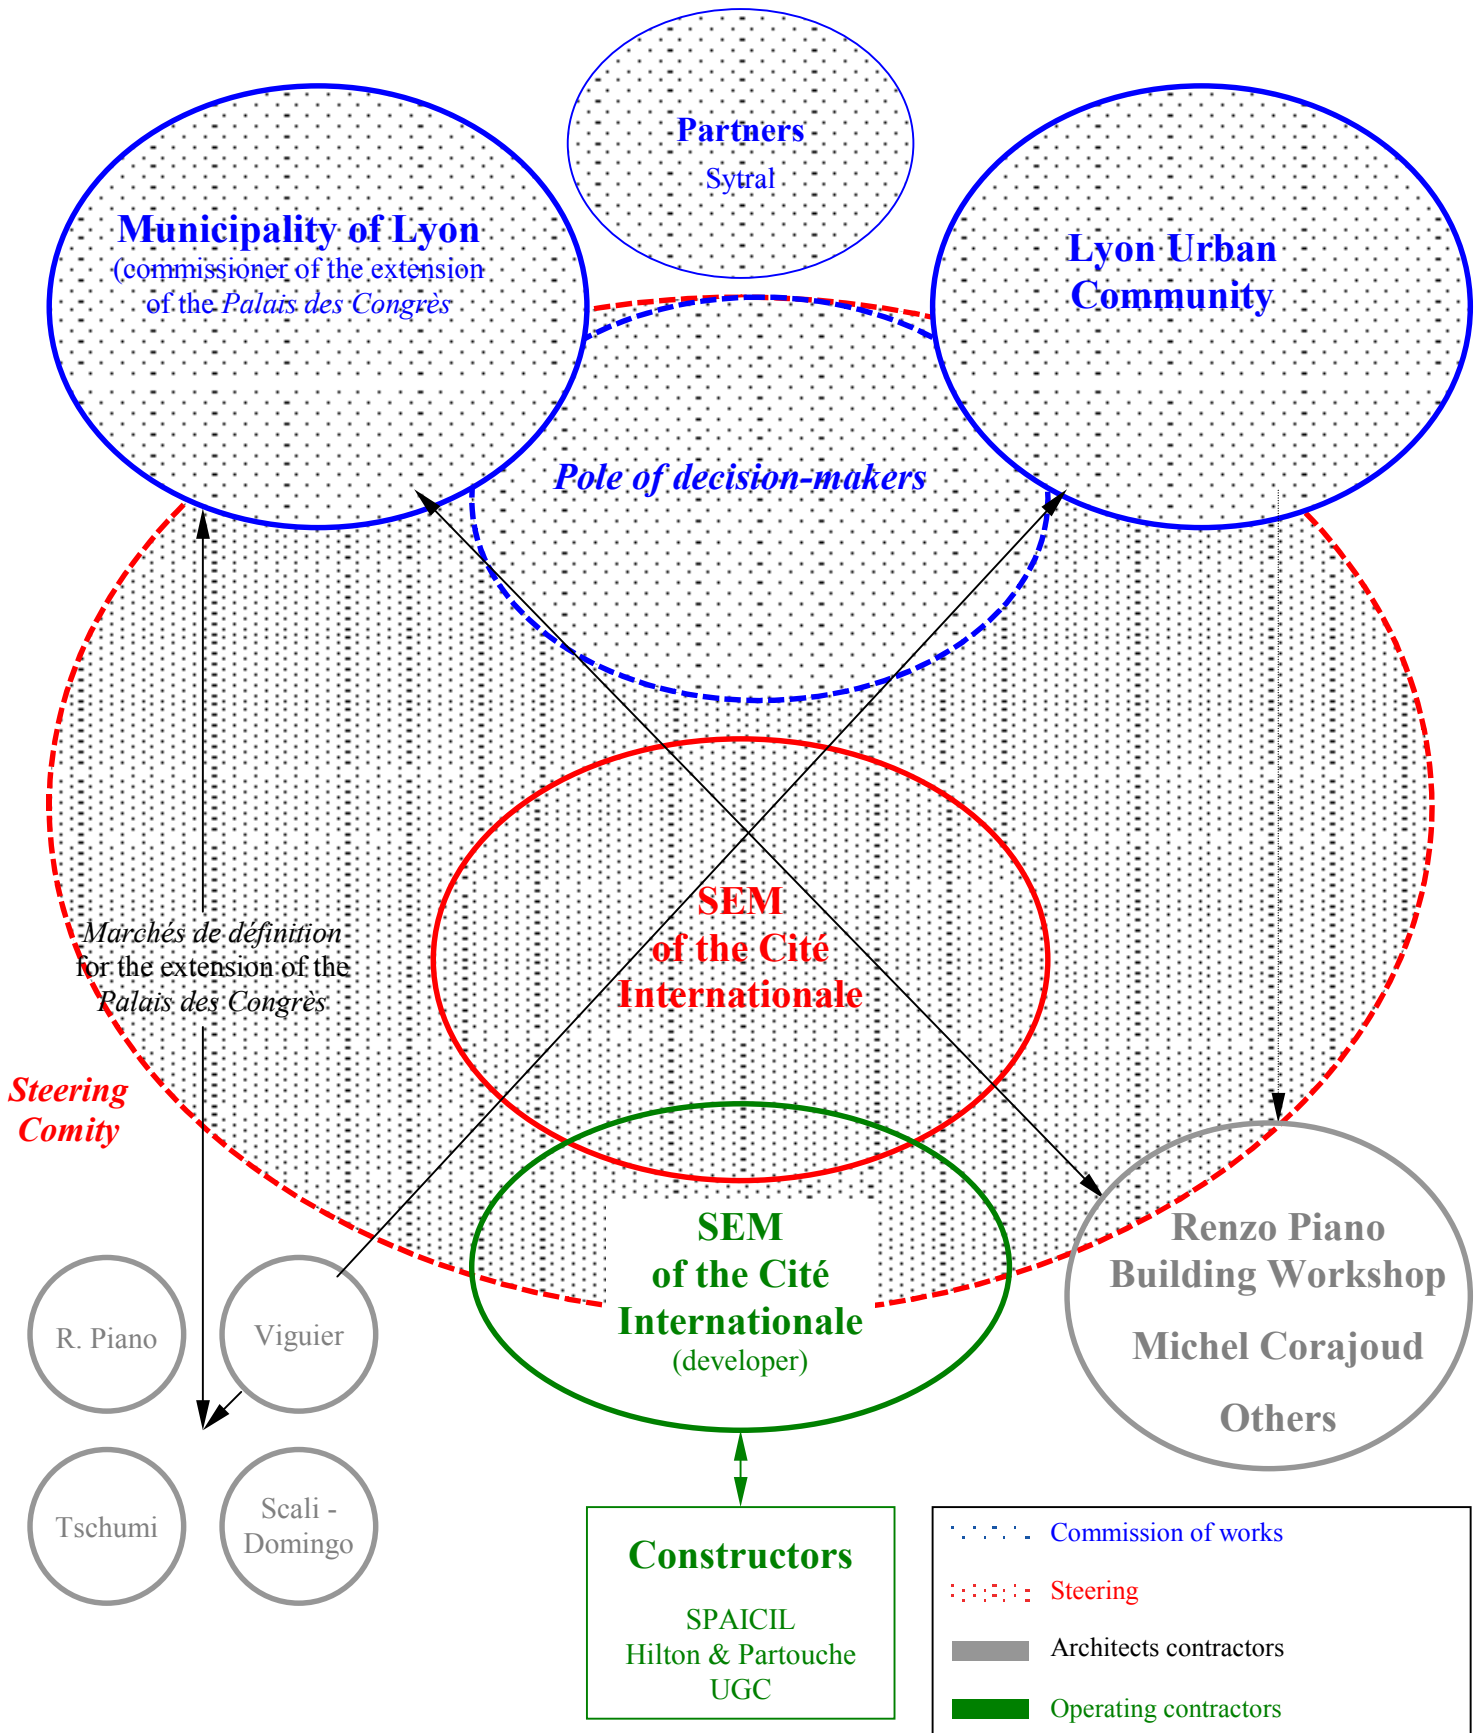 Partners
Sytral
Municipality of Lyon
(commissioner of the extension
of the Palais des Congrès
Lyon Urban
Community
Pole of decision-makers
SEM
of the Cité
Internationale
Marchés de définition
for the extension of the
Palais des Congrès
Steering
Comity
SEM
of the Cité
Internationale
(developer)
Renzo Piano
Building Workshop
Michel Corajoud
Others
R. Piano
Viguier
Tschumi
Scali -
Domingo
Constructors
SPAICIL
Hilton & Partouche
UGC
Commission of works
Steering
Architects contractors
Operating contractors